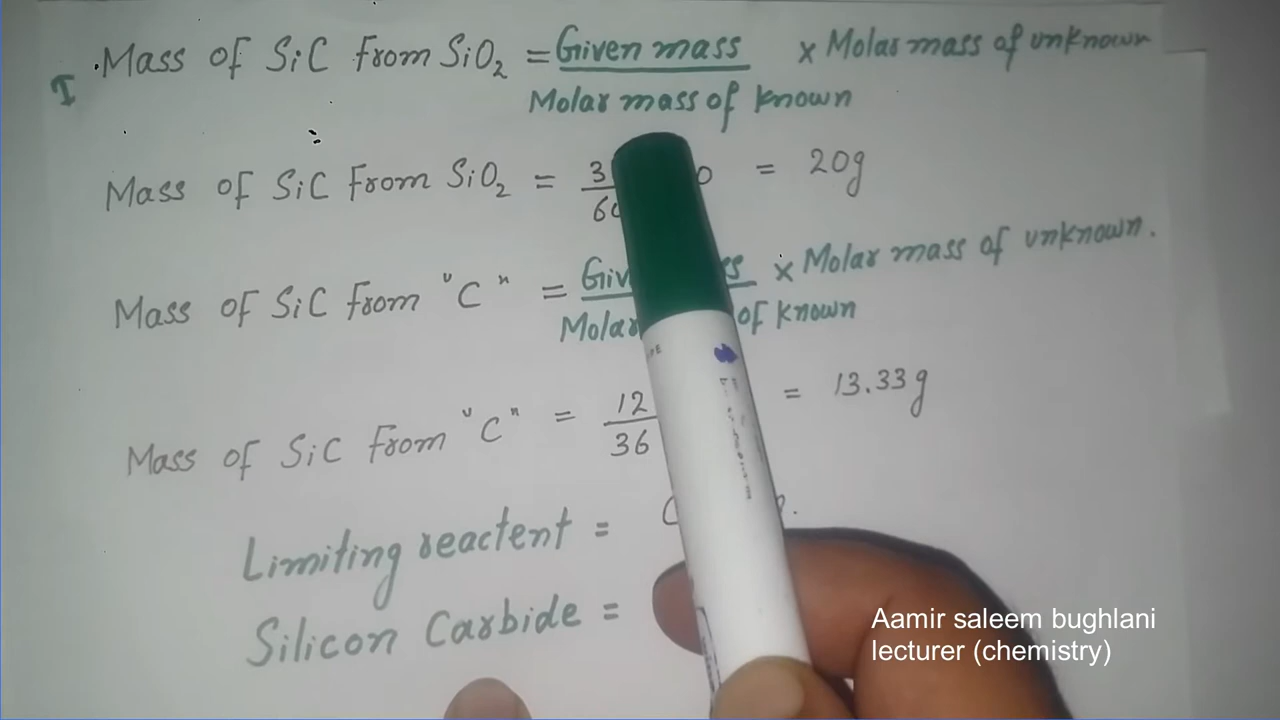 Mass of SiC from SiO2 = Given mass x Molar mass of unknown
Molar mass of known
I
Mass of SiC from SiO2 = = 20g
Mass of SiC from "C" = x Molar mass of unknown.
of known
Mass of SiC from "C" = 12 = 13.33g
36
Limiting reactent =
Silicon Carbide =
Aamir saleem bughlani
lecturer (chemistry)